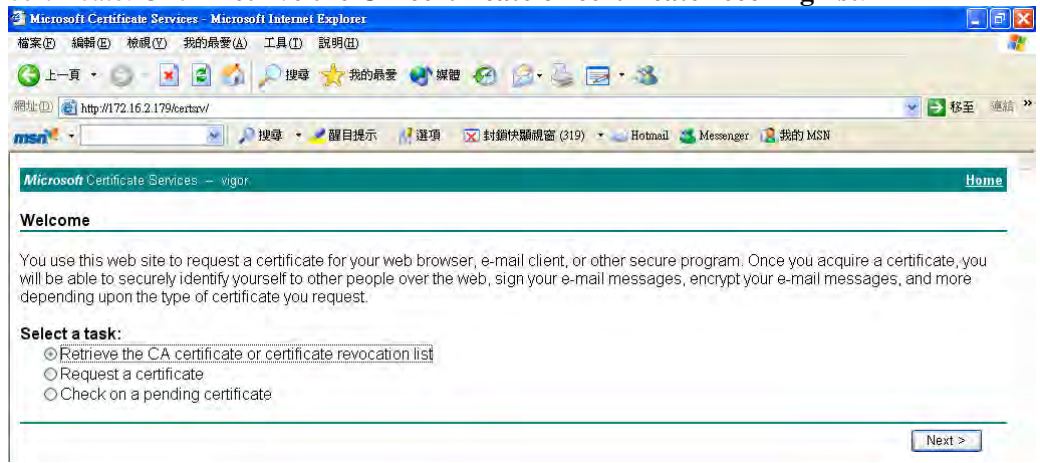 Microsoft Certificate Services - Microsoft Internet Explorer
檔案(F) 編輯(E) 檢視(V) 我的最愛(A) 工具(T) 說明(H)
上一頁 搜尋 我的最愛 媒體
網址(D) http://172.16.2.179/certsrv/ 移至 連結 »
msn 搜尋 醒目提示 選項 封鎖快顯視窗 (319) Hotmail Messenger 我的 MSN
Microsoft Certificate Services -- vigor Home
Welcome
You use this web site to request a certificate for your web browser, e-mail client, or other secure program. Once you acquire a certificate, you
will be able to securely identify yourself to other people over the web, sign your e-mail messages, encrypt your e-mail messages, and more
depending upon the type of certificate you request.
Select a task:
Retrieve the CA certificate or certificate revocation list
Request a certificate
Check on a pending certificate
Next >